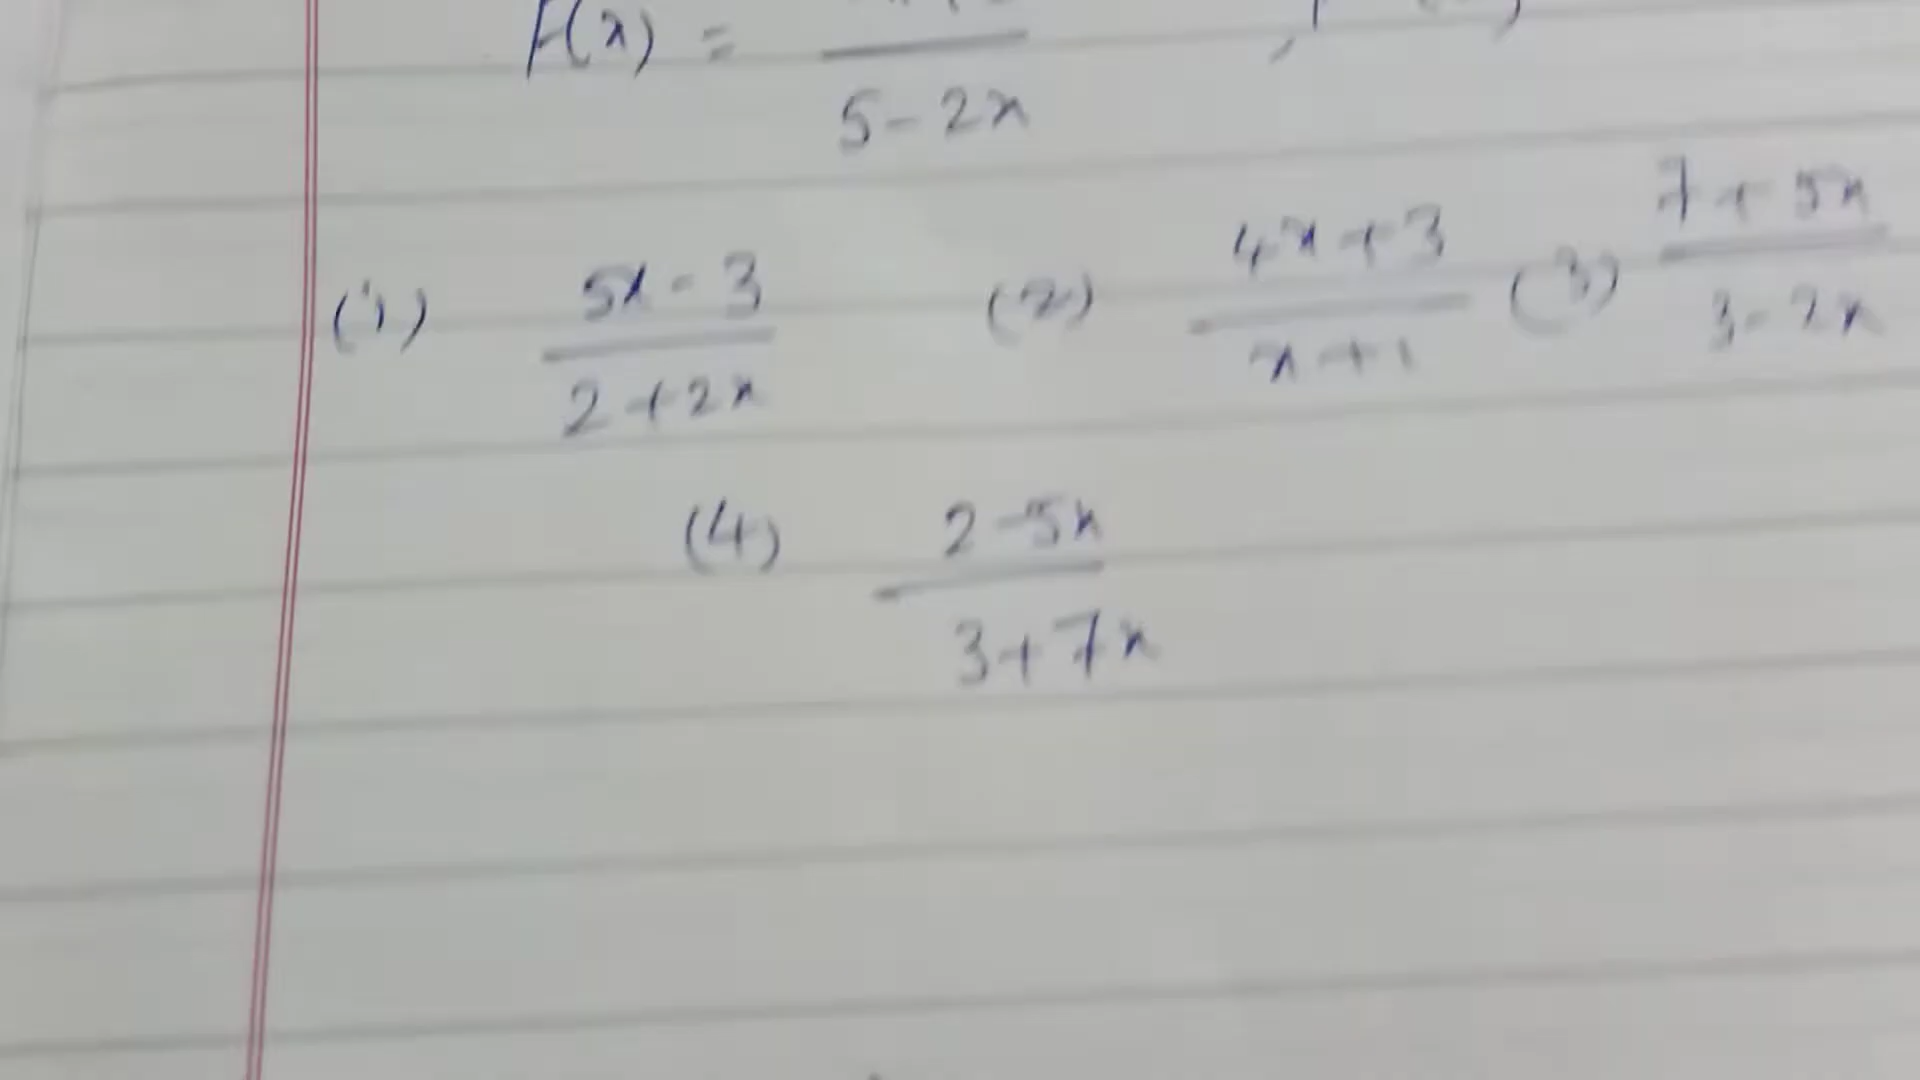 F(x) = / 5-2x ,
(1) 5x-3 / 2+2x (2) 4x+3 / x+1 (3) 7+5x / 3-2x
(4) 2-5x / 3+7x